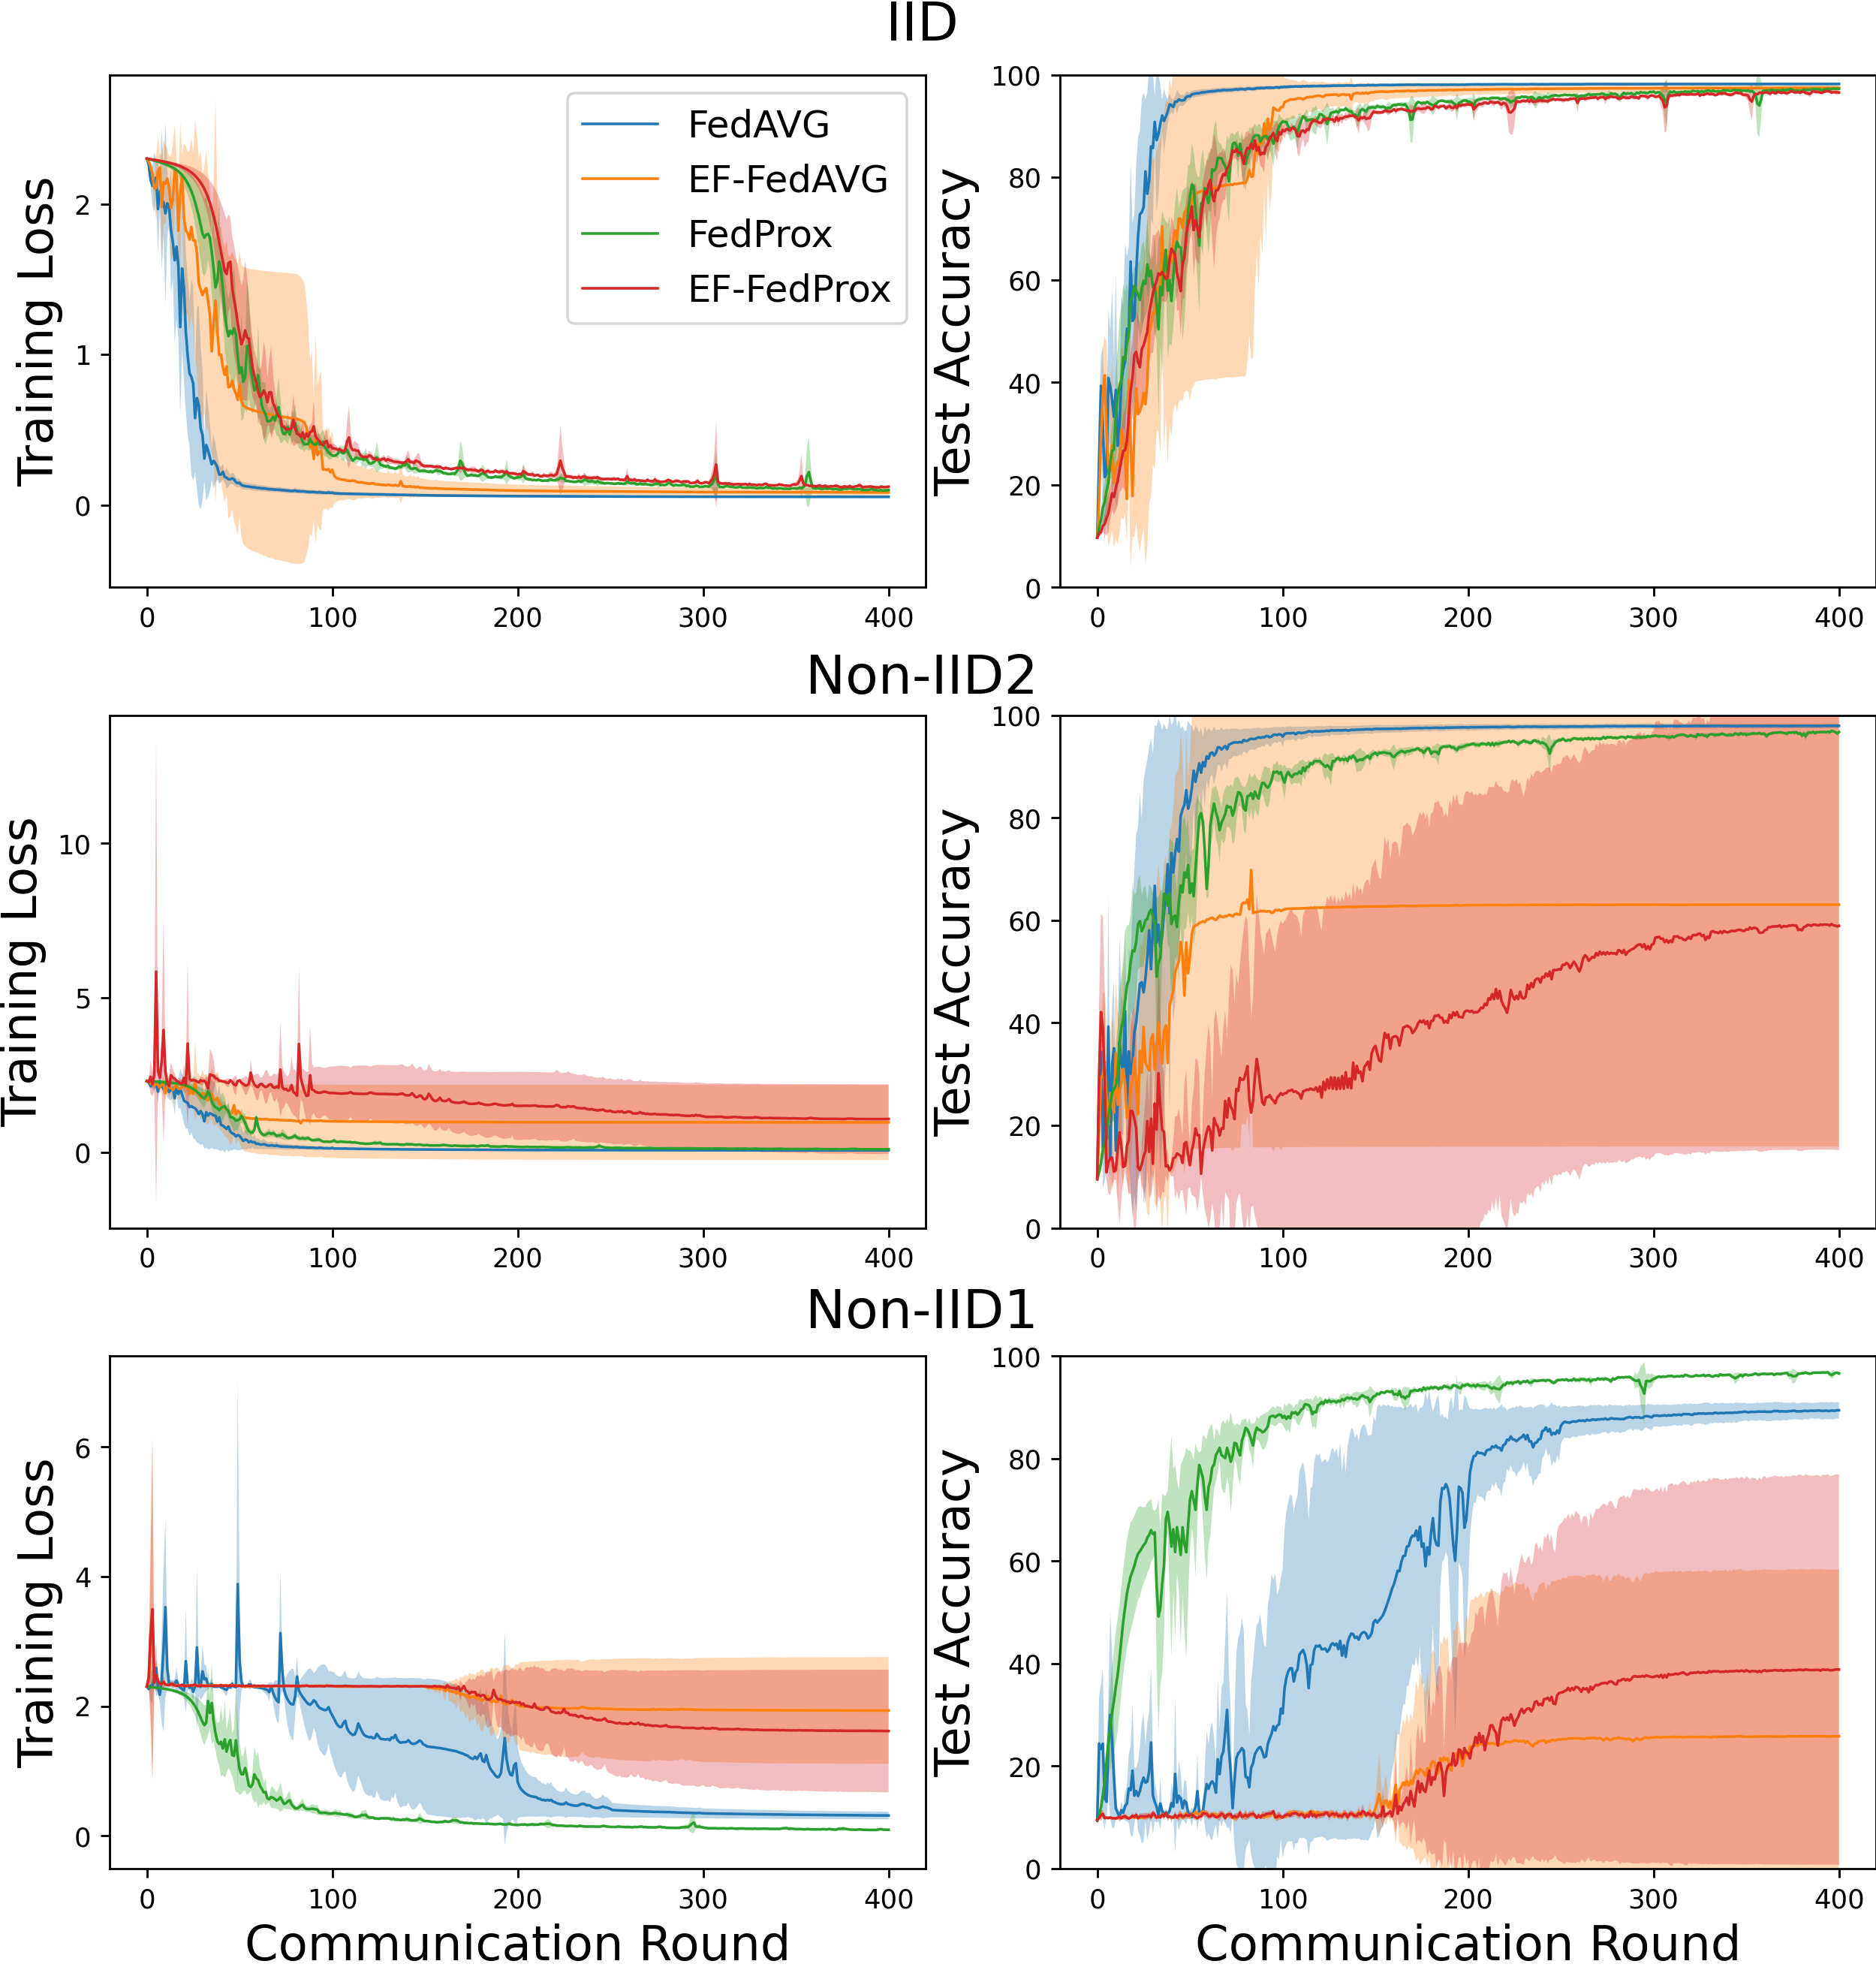 IID
Training Loss
2
1
0
0 100 200 300 400
FedAVG
EF-FedAVG
FedProx
EF-FedProx
Test Accuracy
100
80
60
40
20
0
0 100 200 300 400
Non-IID2
Training Loss
10
5
0
0 100 200 300 400
Test Accuracy
100
80
60
40
20
0
0 100 200 300 400
Non-IID1
Training Loss
6
4
2
0
0 100 200 300 400
Communication Round
Test Accuracy
100
80
60
40
20
0
0 100 200 300 400
Communication Round